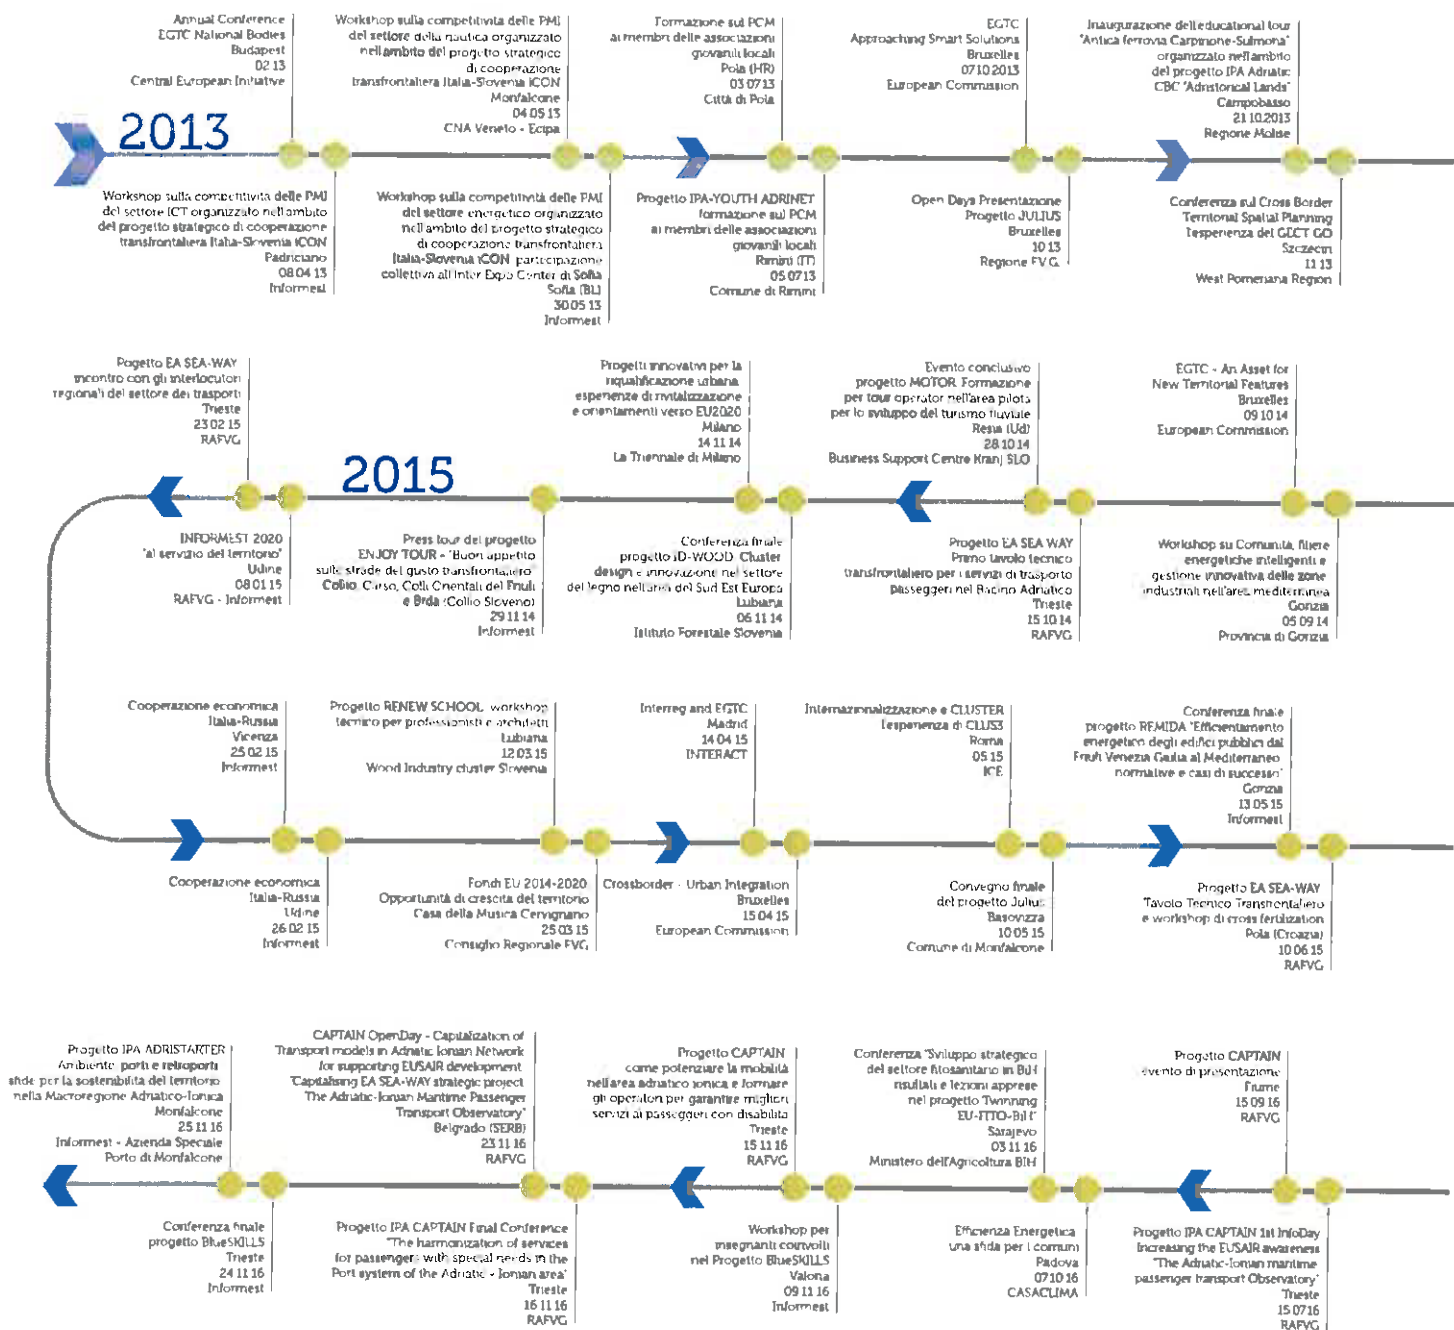 Annual Conference
EGTC National Bodies
Budapest
02 13
Central European Initiative
Workshop sulla competitività delle PMI
del settore della nautica organizzato
nell'ambito del progetto strategico
di cooperazione
transfrontaliera Italia-Slovenia iCON
Monfalcone
04.05 13
CNA Veneto - Ecipa
Formazione sul PCM
ai membri delle associazioni
giovanili locali
Pola (HR)
03 07 13
Città di Pola
EGTC
Approaching Smart Solutions
Bruxelles
07 10 2013
European Commission
Inaugurazione dell'educational tour
"Antica ferrovia Carpinone-Sulmona"
organizzato nell'ambito
del progetto IPA Adriatic
CBC "Adristorical Lands"
Campobasso
21 10.2013
Regione Molise
2013
Workshop sulla competitività delle PMI
del settore ICT organizzato nell'ambito
del progetto strategico di cooperazione
transfrontaliera Italia-Slovenia iCON
Padriciano
08 04 13
Informest
Workshop sulla competitività delle PMI
del settore energetico organizzato
nell'ambito del progetto strategico
di cooperazione transfrontaliera
Italia-Slovenia iCON partecipazione
collettiva all'Inter Expo Center di Sofia
Sofia (BL)
30.05 13
Informest
Progetto IPA-YOUTH ADRINET
formazione sul PCM
ai membri delle associazioni
giovanili locali
Rimini (IT)
05 07 13
Comune di Rimini
Open Days Presentazione
Progetto JULIUS
Bruxelles
10 13
Regione F.V.G.
Conferenza sul Cross Border
Territorial Spatial Planning
l'esperienza del GECT GO
Szczecin
11 13
West Pomerania Region
Pogetto EA SEA-WAY
incontro con gli interlocutori
regionali del settore dei trasporti
Trieste
23 02 15
RAFVG
Progetti innovativi per la
riqualificazione urbana
esperienze di rivitalizzazione
e orientamenti verso EU2020
Milano
14 11 14
La Triennale di Milano
Evento conclusivo
progetto MOTOR Formazione
per tour operator nell'area pilota
per lo sviluppo del turismo fluviale
Resia (Ud)
28 10 14
Business Support Centre Kranj SLO
EGTC - An Asset for
New Territorial Features
Bruxelles
09 10 14
European Commission
2015
INFORMEST 2020
"al servizio del territorio"
Udine
08 01 15
RAFVG - Informest
Press tour del progetto
ENJOY TOUR - "Buon appetito
sulle strade del gusto transfrontaliero"
Collio, Carso, Colli Orientali del Friuli
e Brda (Collio Sloveno)
29 11 14
Informest
Conferenza finale
progetto ID-WOOD Cluster
design e innovazione nel settore
del legno nell'area del Sud Est Europa
Lubiana
06 11 14
Istituto Forestale Slovenia
Progetto EA SEA WAY
Primo tavolo tecnico
transfrontaliero per i servizi di trasporto
passeggeri nel Bacino Adriatico
Trieste
15 10 14
RAFVG
Workshop su Comunità, filiere
energetiche intelligenti e
gestione innovativa delle zone
industriali nell'area mediterranea
Gorizia
05 09 14
Provincia di Gorizia
Cooperazione economica
Italia-Russia
Vicenza
25 02 15
Informest
Progetto RENEW SCHOOL workshop
tecnico per professionisti e architetti
Lubiana
12 03 15
Wood Industry cluster Slovenia
Interreg and EGTC
Madrid
14 04 15
INTERACT
Internazionalizzazione e CLUSTER
l'esperienza di CLUS3
Roma
05 15
ICE
Conferenza finale
progetto REMIDA "Efficientamento
energetico degli edifici pubblici dal
Friuli Venezia Giulia al Mediterraneo
normative e casi di successo"
Gorizia
13 05 15
Informest
Cooperazione economica
Italia-Russia
Udine
26 02 15
Informest
Fondi EU 2014-2020
Opportunità di crescita del territorio
Casa della Musica Cervignano
25 03 15
Consiglio Regionale FVG
Crossborder - Urban Integration
Bruxelles
15 04 15
European Commission
Convegno finale
del progetto Julius
Basovizza
10 05 15
Comune di Monfalcone
Progetto EA SEA-WAY
Tavolo Tecnico Transfrontaliero
e workshop di cross fertilization
Pola (Croazia)
10 06 15
RAFVG
Progetto IPA ADRISTARTER
Ambiente, porti e retroporti
sfide per la sostenibilità del territorio
nella Macroregione Adriatico-Ionica
Monfalcone
25 11 16
Informest - Azienda Speciale
Porto di Monfalcone
CAPTAIN OpenDay - Capitalization of
Transport models in Adriatic Ionian Network
for supporting EUSAIR development
"Capitalising EA SEA-WAY strategic project
The Adriatic-Ionian Maritime Passenger
Transport Observatory"
Belgrado (SERB)
23 11 16
RAFVG
Progetto CAPTAIN
come potenziare la mobilità
nell'area adriatico ionica e formare
gli operatori per garantire migliori
servizi ai passeggeri con disabilità
Trieste
15 11 16
RAFVG
Conferenza "Sviluppo strategico
del settore fitosanitario in BiH
risultati e lezioni apprese
nel progetto Twinning
EU-FITO-BiH"
Sarajevo
03 11 16
Ministero dell'Agricoltura BIH
Progetto CAPTAIN
evento di presentazione
Fiume
15 09 16
RAFVG
Conferenza finale
progetto BlueSKILLS
Trieste
24 11 16
Informest
Progetto IPA CAPTAIN Final Conference
"The harmonization of services
for passengers with special needs in the
Port system of the Adriatic - Ionian area"
Trieste
16 11 16
RAFVG
Workshop per
insegnanti coinvolti
nel Progetto BlueSKILLS
Valona
09 11 16
Informest
Efficienza Energetica
una sfida per i comuni
Padova
07 10 16
CASACLIMA
Progetto IPA CAPTAIN 1st InfoDay
Increasing the EUSAIR awareness
"The Adriatic-Ionian maritime
passenger transport Observatory"
Trieste
15 07 16
RAFVG